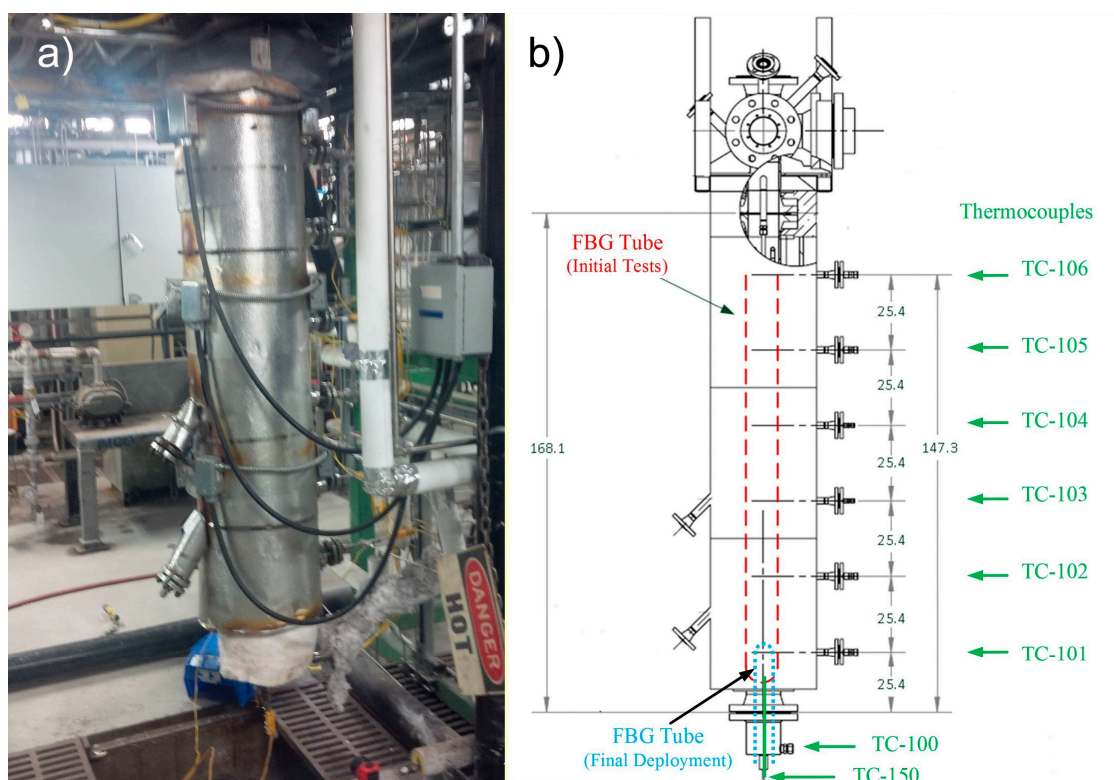 a)
DANGER
HOT
b)
Thermocouples
FBG Tube
(Initial Tests)
TC-106
25.4
TC-105
25.4
TC-104
168.1
25.4
147.3
TC-103
25.4
TC-102
25.4
TC-101
25.4
FBG Tube
(Final Deployment)
TC-100
TC-150